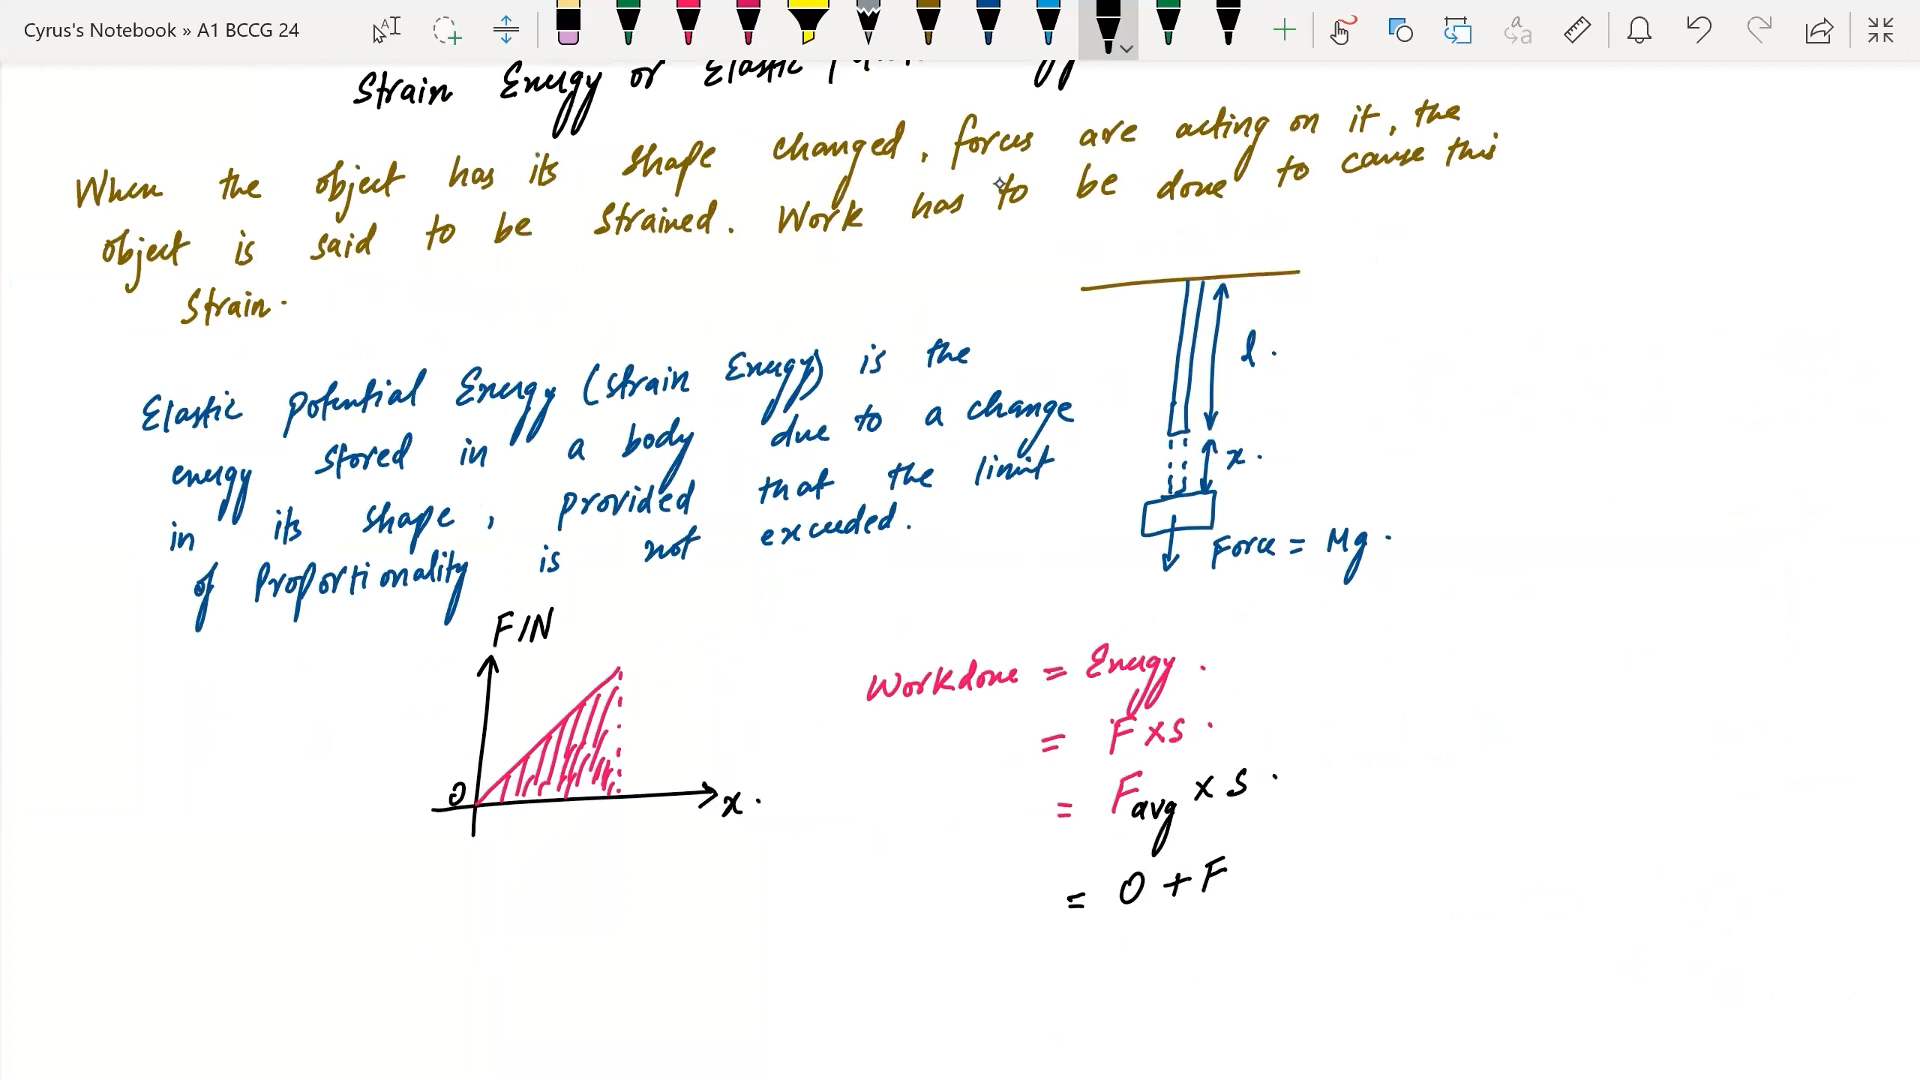 Cyrus's Notebook » A1 BCCG 24
Strain Energy or Elastic
When the object has its shape changed, forces are acting on it, the
object is said to be strained. Work has to be done to cause this
strain.
Elastic potential Energy (strain Energy) is the
energy stored in a body due to a change
in its shape, provided that the limit
of proportionality is not exceeded.
l.
x.
Force = Mg.
F/N
0
x.
Workdone = Energy.
= F x s.
= Favg x s.
= 0 + F